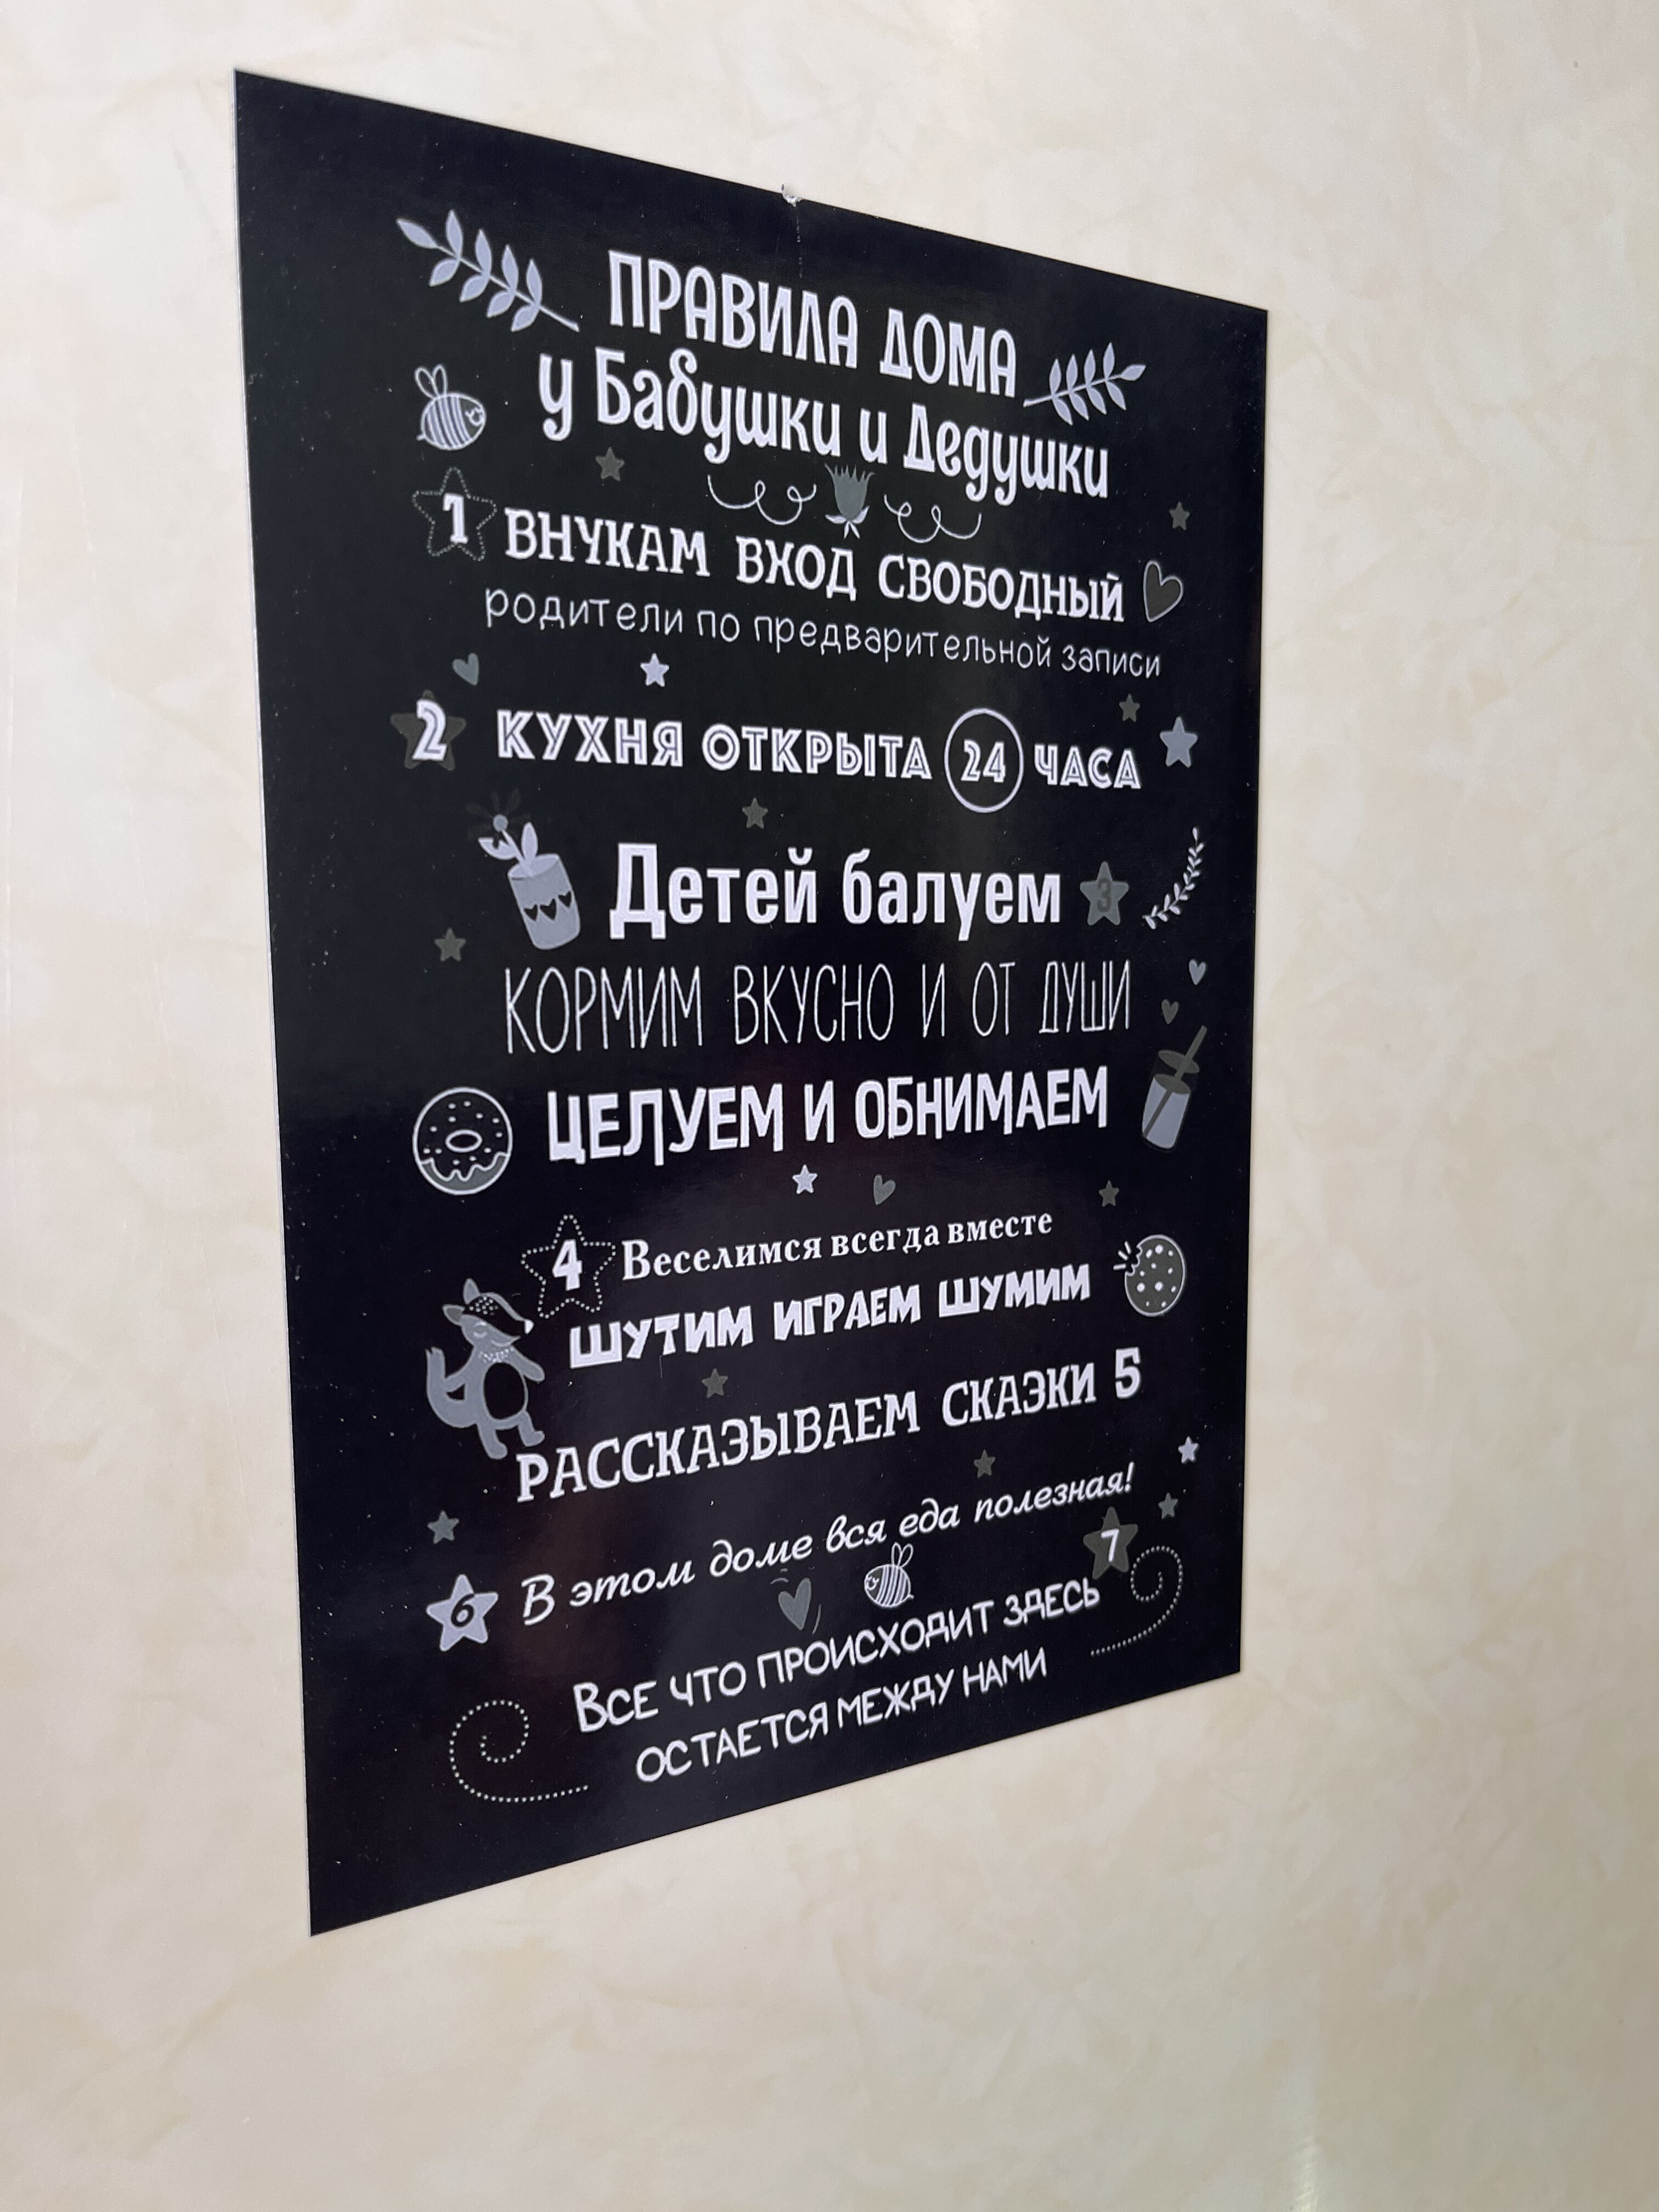 ПРАВИЛА ДОМА
у Бабушки и Дедушки
1 ВНУКАМ ВХОД СВОБОДНЫЙ
родители по предварительной записи
2 КУХНЯ ОТКРЫТА 24 ЧАСА
Детей балуем 3
КОРМИМ ВКУСНО И ОТ ДУШИ
ЦЕЛУЕМ И ОБНИМАЕМ
4 Веселимся всегда вместе
ШУТИМ ИГРАЕМ ШУМИМ
РАССКАЗЫВАЕМ СКАЗКИ 5
6 В этом доме вся еда полезная!
7
ВСЕ ЧТО ПРОИСХОДИТ ЗДЕСЬ
ОСТАЕТСЯ МЕЖДУ НАМИ